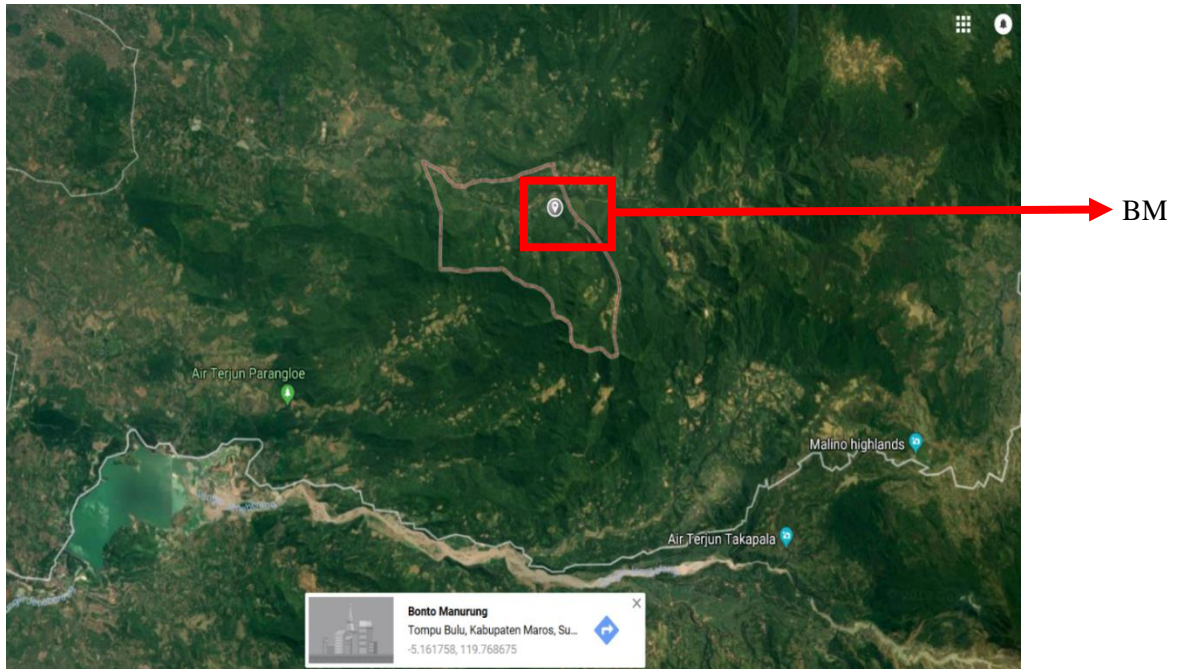 BM
Air Terjun Parangloe
Malino highlands
Air Terjun Takapala
Bonto Manurung
Tompu Bulu, Kabupaten Maros, Su...
-5.161758, 119.768675